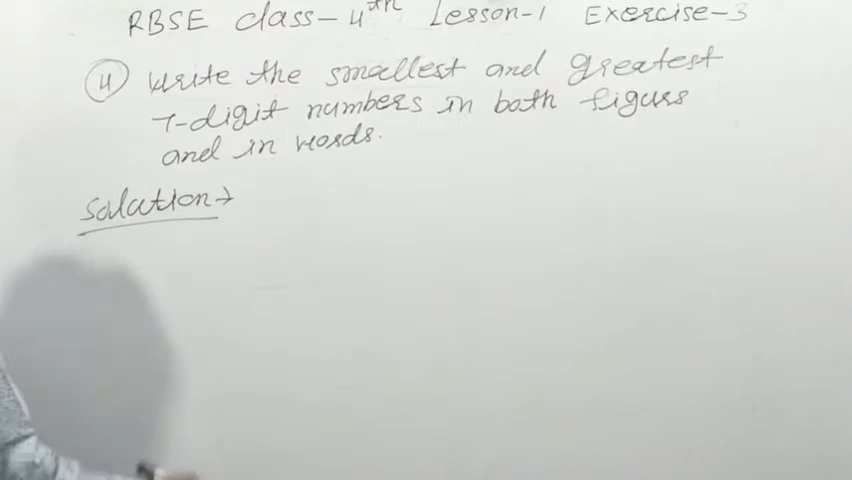 RBSE class-4th Lesson-1 Exercise-3
4 write the smallest and greatest
7-digit numbers in both figurs
and in words.
Solution→